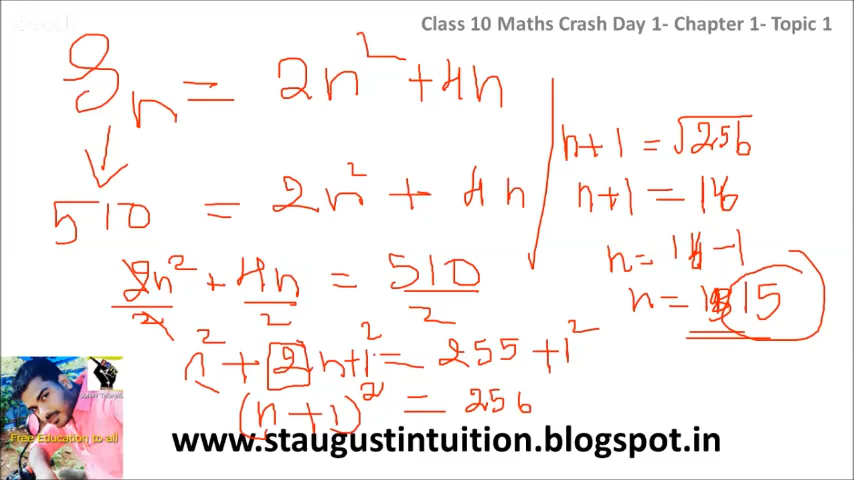 Class 10 Maths Crash Day 1- Chapter 1- Topic 1
Sn = 2n² + 4n
510 = 2n² + 4n
2n²/2 + 4n/2 = 510/2
n² + 2n + 1² = 255 + 1²
(n + 1)² = 256
n + 1 = √256
n + 1 = 16
n = 16 - 1
n = 15
Free Education to all
www.staugustintuition.blogspot.in